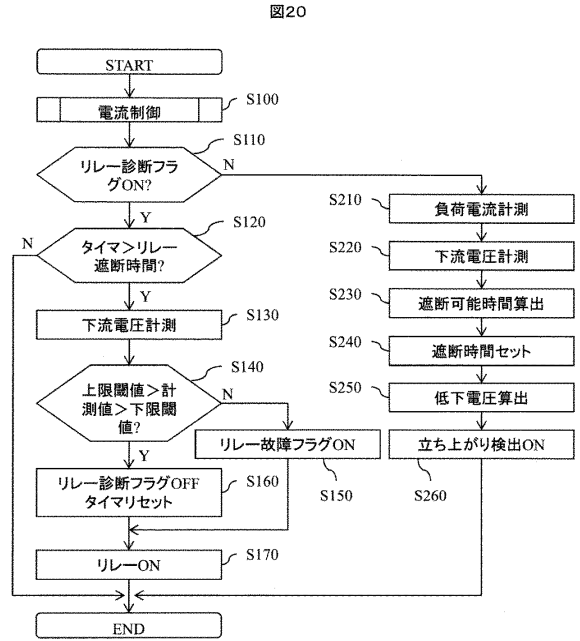 図20
START
電流制御
S100
リレー診断フラ
グON?
S110
N
Y
タイマ>リレー
遮断時間?
S120
N
Y
下流電圧計測
S130
上限閾値>計
測値>下限閾
値?
S140
N
Y
リレー故障フラグON
S150
リレー診断フラグOFF
タイマリセット
S160
リレーON
S170
S210
負荷電流計測
S220
下流電圧計測
S230
遮断可能時間算出
S240
遮断時間セット
S250
低下電圧算出
立ち上がり検出ON
S260
END